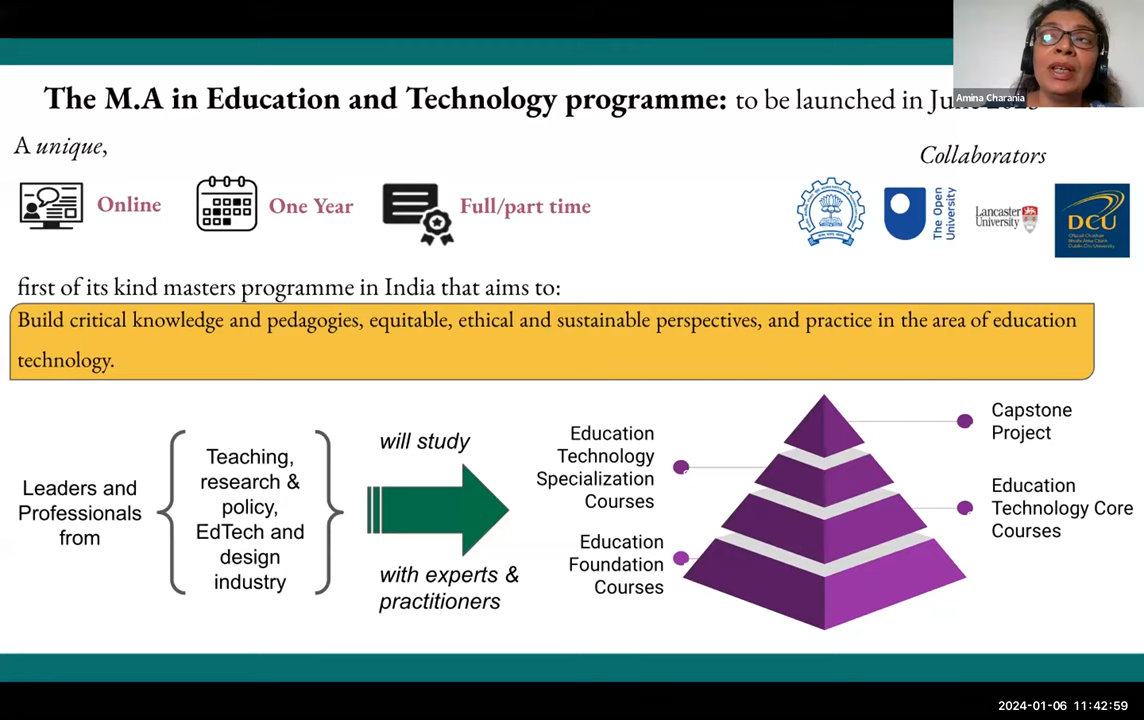 The M.A in Education and Technology programme: to be launched in
Amina Charania
A unique,
Collaborators
Online
One Year
Full/part time
The Open
University
Lancaster
University
DCU
first of its kind masters programme in India that aims to:
Build critical knowledge and pedagogies, equitable, ethical and sustainable perspectives, and practice in the area of education
technology.
Leaders and
Professionals
from
Teaching,
research &
policy,
EdTech and
design
industry
will study
with experts &
practitioners
Education
Technology
Specialization
Courses
Education
Foundation
Courses
Capstone
Project
Education
Technology Core
Courses
2024-01-06 11:42:59